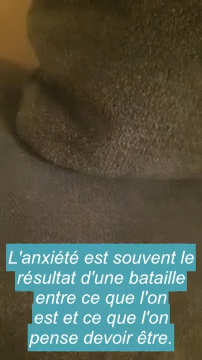 L'anxiété est souvent le
résultat d'une bataille
entre ce que l'on
est et ce que l'on
pense devoir être.